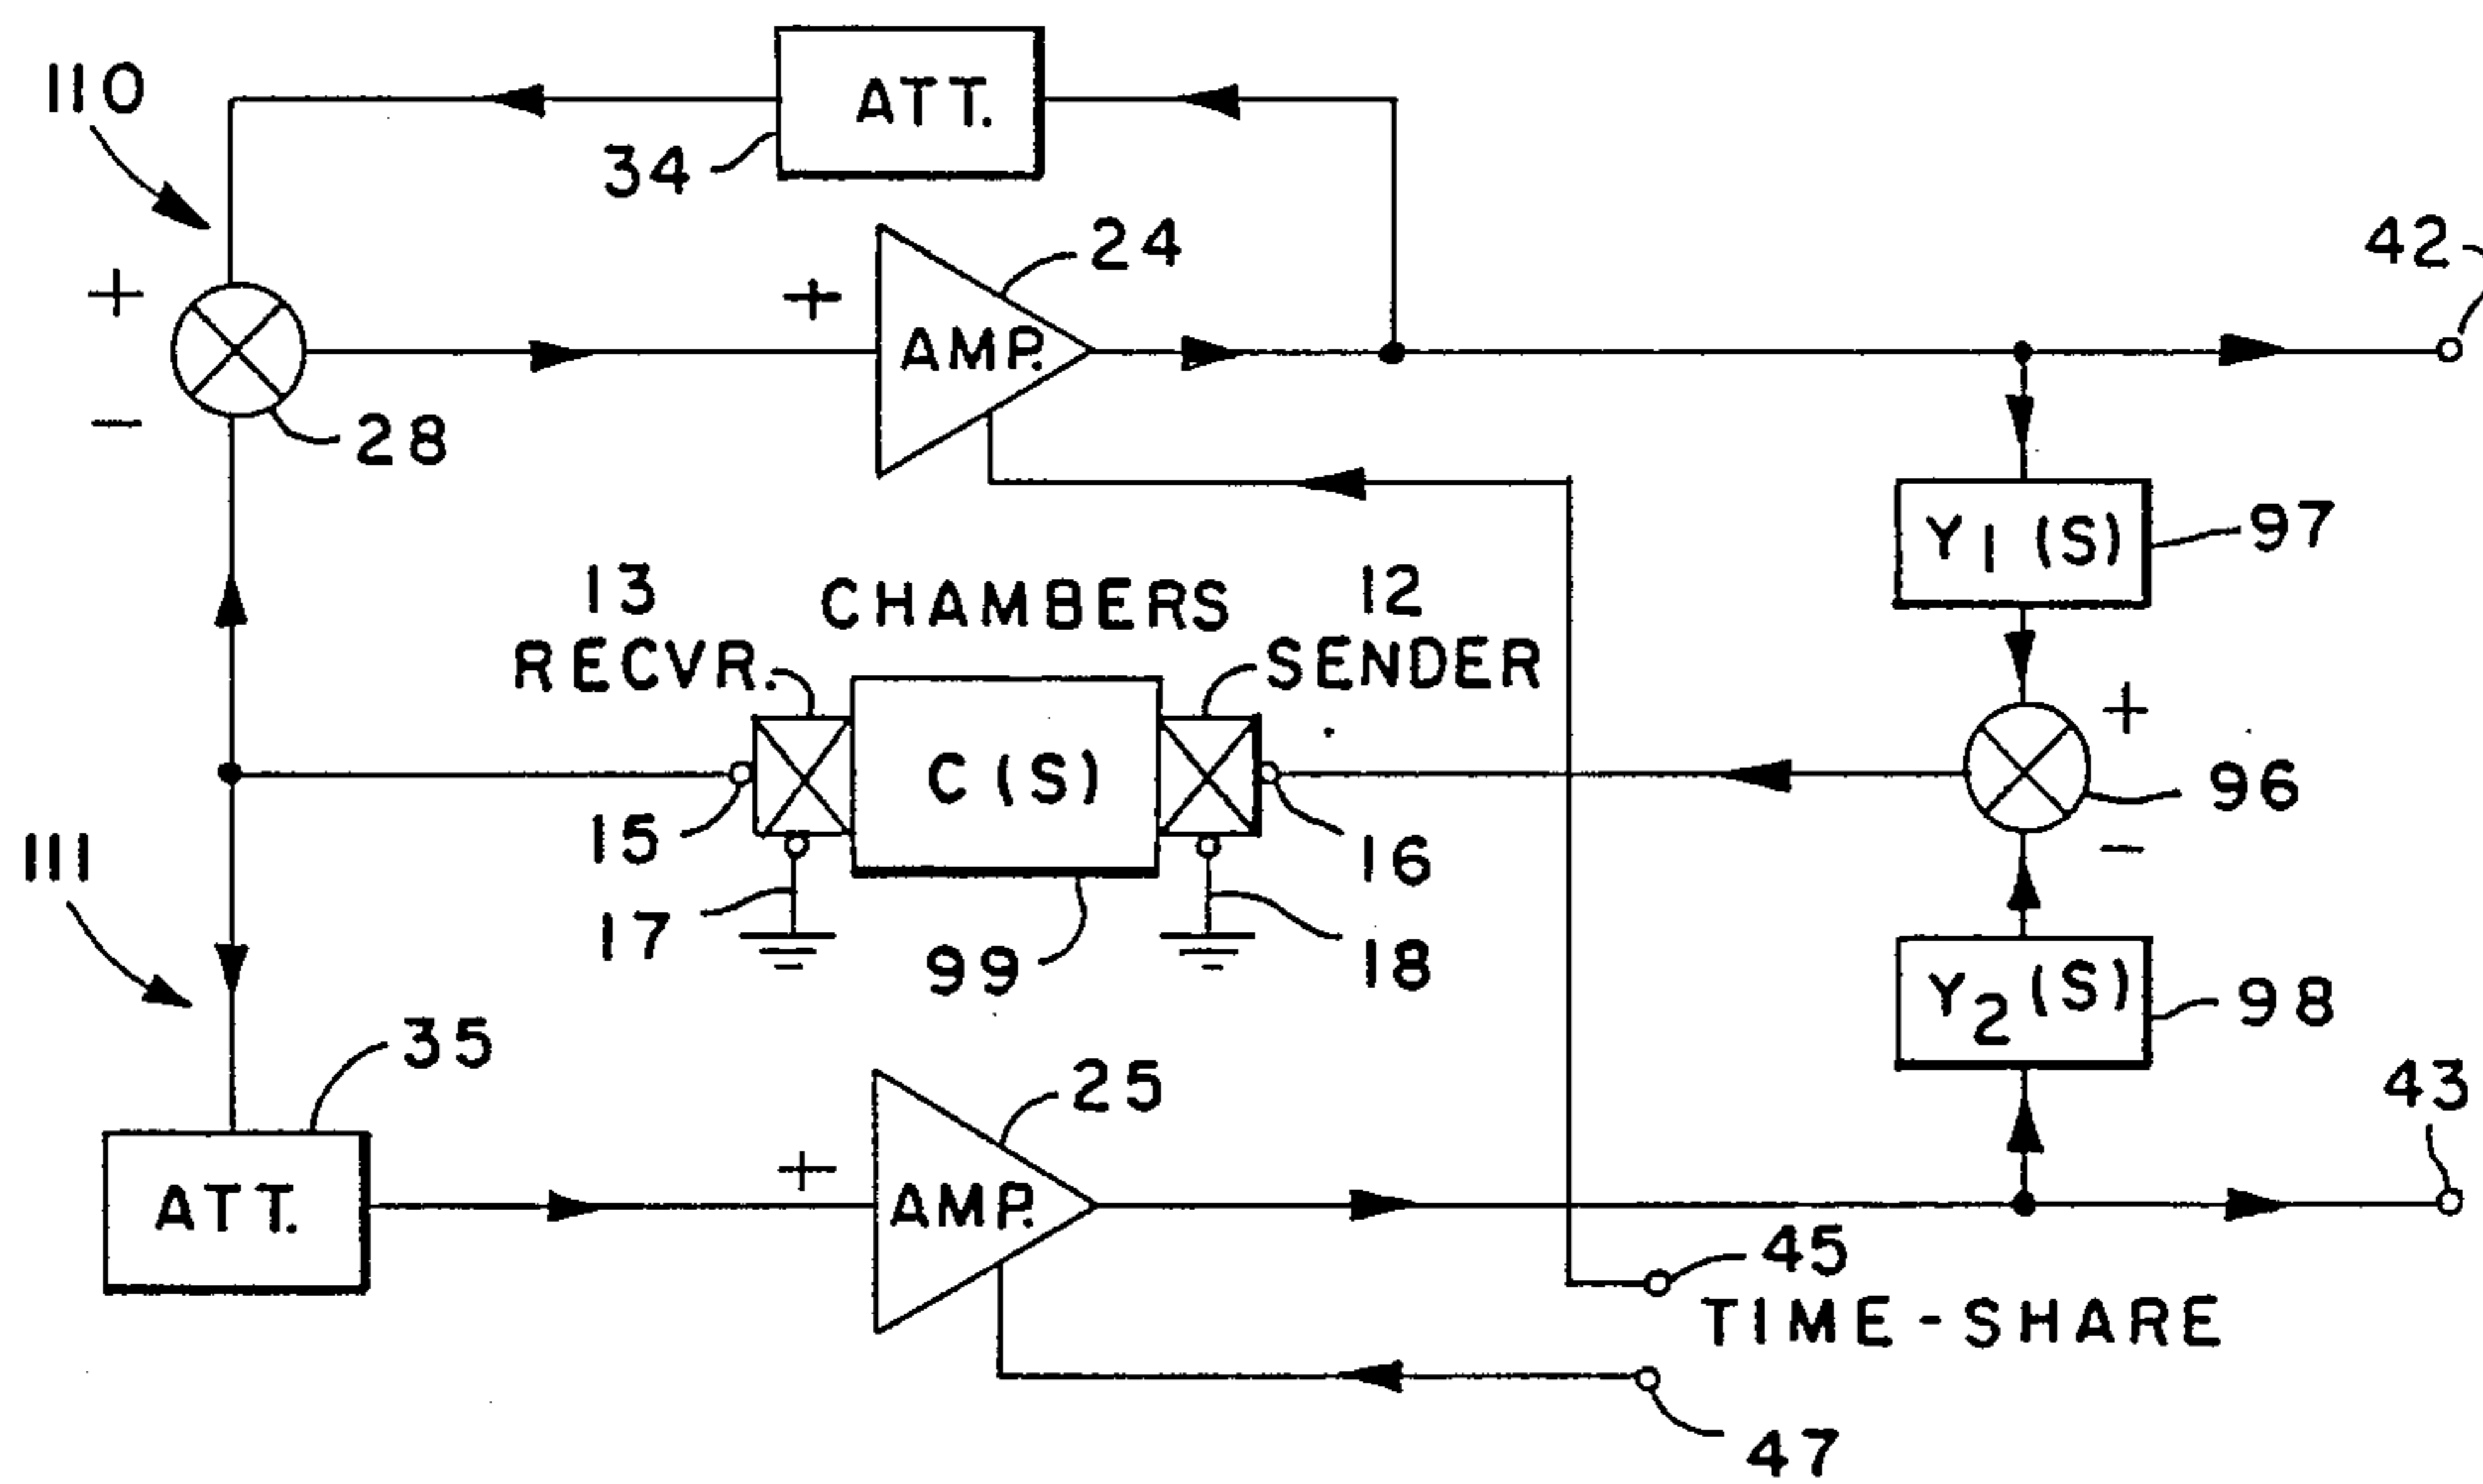 110
ATT.
34
24
42
+
+
AMP.
−
28
Y1 (S)
97
13
CHAMBERS
12
RECVR.
SENDER
+
C (S)
96
15
16
−
111
17
99
18
Y2 (S)
98
35
25
43
+
ATT.
AMP.
45
TIME-SHARE
47